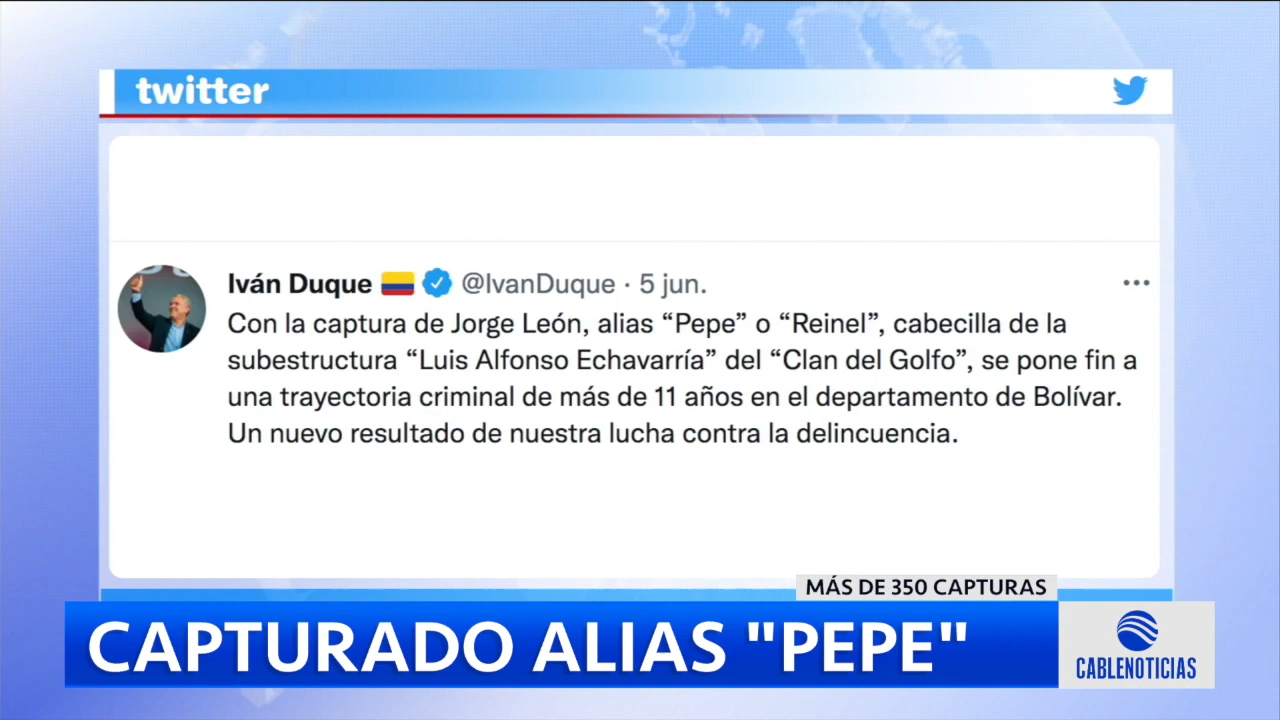 twitter
Iván Duque @IvanDuque · 5 jun.
Con la captura de Jorge León, alias “Pepe” o “Reinel”, cabecilla de la
subestructura “Luis Alfonso Echavarría” del “Clan del Golfo”, se pone fin a
una trayectoria criminal de más de 11 años en el departamento de Bolívar.
Un nuevo resultado de nuestra lucha contra la delincuencia.
MÁS DE 350 CAPTURAS
CAPTURADO ALIAS "PEPE"
CABLENOTICIAS